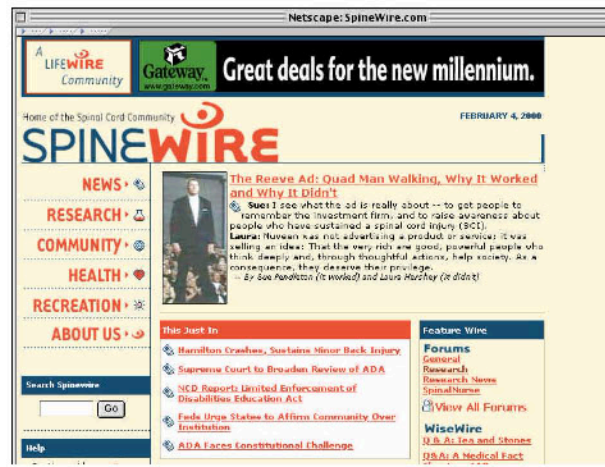 Netscape: SpineWire.com
A
LIFEWIRE
Community
Gateway
www.gateway.com
Great deals for the new millennium.
Home of the Spinal Cord Community
FEBRUARY 4, 2000
SPINEWIRE
NEWS
RESEARCH
COMMUNITY
HEALTH
RECREATION
ABOUT US
Search Spinewire
Go
Help
The Reeve Ad: Quad Man Walking, Why It Worked
and Why It Didn't
Sue: I see what the ad is really about -- to get people to
remember the investment firm, and to raise awareness about
people who have sustained a spinal cord injury (SCI).
Laura: Nuveen was not advertising a product or service; it was
selling an idea: That the very rich are good, powerful people who
think deeply and, through thoughtful actions, help society. As a
consequence, they deserve their privilege.
-- By Sue Pendleton (it worked) and Laura Hershey (it didn't)
This Just In
Hamilton Crashes, Sustains Minor Back Injury
Supreme Court to Broaden Review of ADA
NCD Report: Limited Enforcement of
Disabilities Education Act
Feds Urge States to Affirm Community Over
Institution
ADA Faces Constitutional Challenge
Feature Wire
Forums
General
Research
Research News
SpinalNurse
View All Forums
WiseWire
Q & A: Tea and Stones
Q&A: A Medical Fact